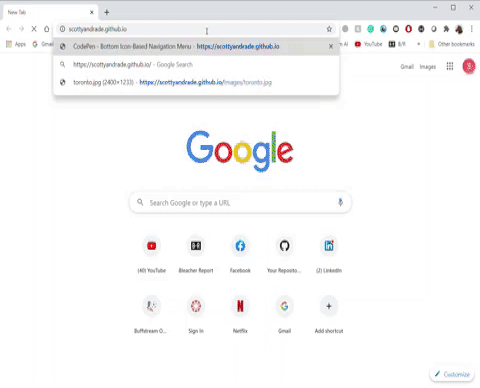 New Tab
scottyandrade.github.io
CodePen - Bottom Icon-Based Navigation Menu - https://scottyandrade.github.io
https://scottyandrade.github.io/ - Google Search
toronto.jpg (2400×1233) - https://scottyandrade.github.io/images/toronto.jpg
Apps
AI
YouTube
B/R
Other bookmarks
Gmail
Images
Google
Search Google or type a URL
(40) YouTube
Bleacher Report
Facebook
Your Reposito...
(2) LinkedIn
Buffstream O...
Sign In
Netflix
Gmail
Add shortcut
Customize